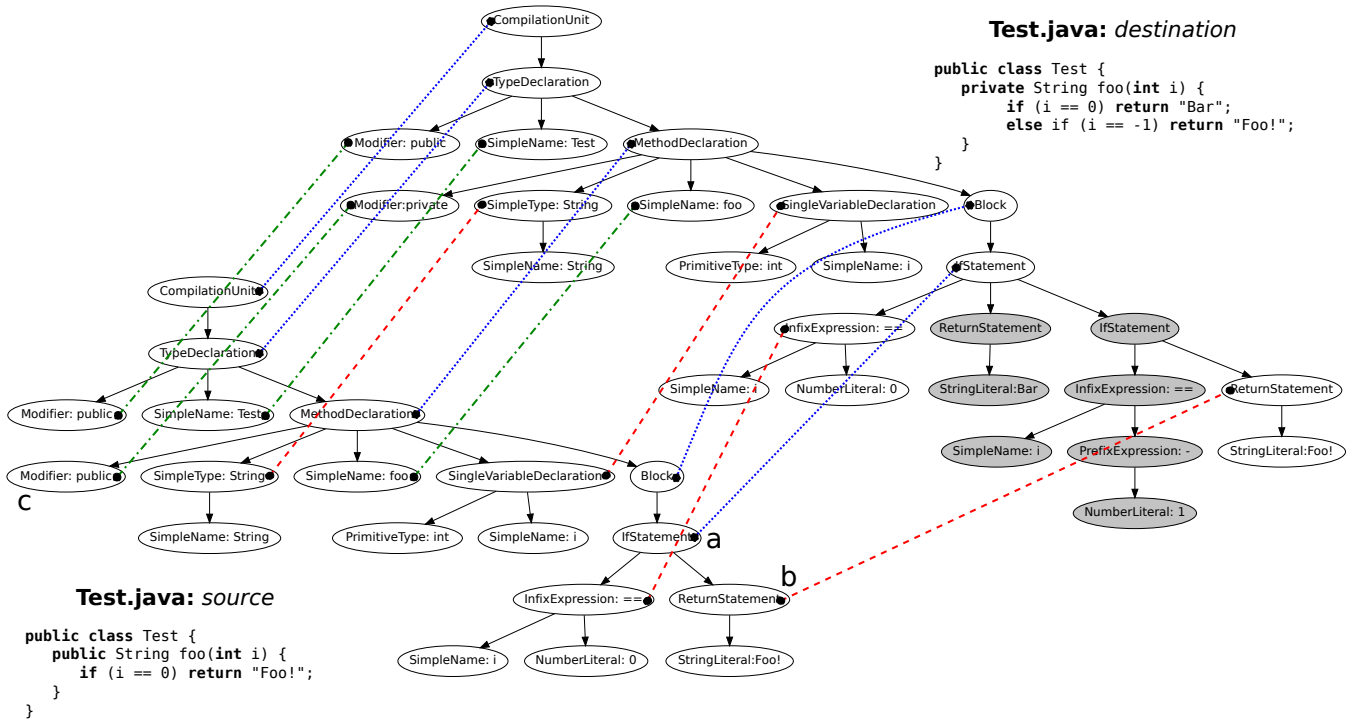 CompilationUnit
Test.java: destination
TypeDeclaration
public class Test {
private String foo(int i) {
if (i == 0) return "Bar";
else if (i == -1) return "Foo!";
}
}
Modifier: public
SimpleName: Test
MethodDeclaration
Modifier:private
SimpleType: String
SimpleName: foo
SingleVariableDeclaration
Block
SimpleName: String
PrimitiveType: int
SimpleName: i
IfStatement
CompilationUnit
InfixExpression: ==
ReturnStatement
IfStatement
TypeDeclaration
SimpleName: i
NumberLiteral: 0
StringLiteral:Bar
InfixExpression: ==
ReturnStatement
Modifier: public
SimpleName: Test
MethodDeclaration
SimpleName: i
PrefixExpression: -
StringLiteral:Foo!
Modifier: public
SimpleType: String
SimpleName: foo
SingleVariableDeclaration
Block
c
NumberLiteral: 1
SimpleName: String
PrimitiveType: int
SimpleName: i
IfStatement
a
b
Test.java: source
InfixExpression: ==
ReturnStatement
public class Test {
public String foo(int i) {
if (i == 0) return "Foo!";
}
}
SimpleName: i
NumberLiteral: 0
StringLiteral:Foo!